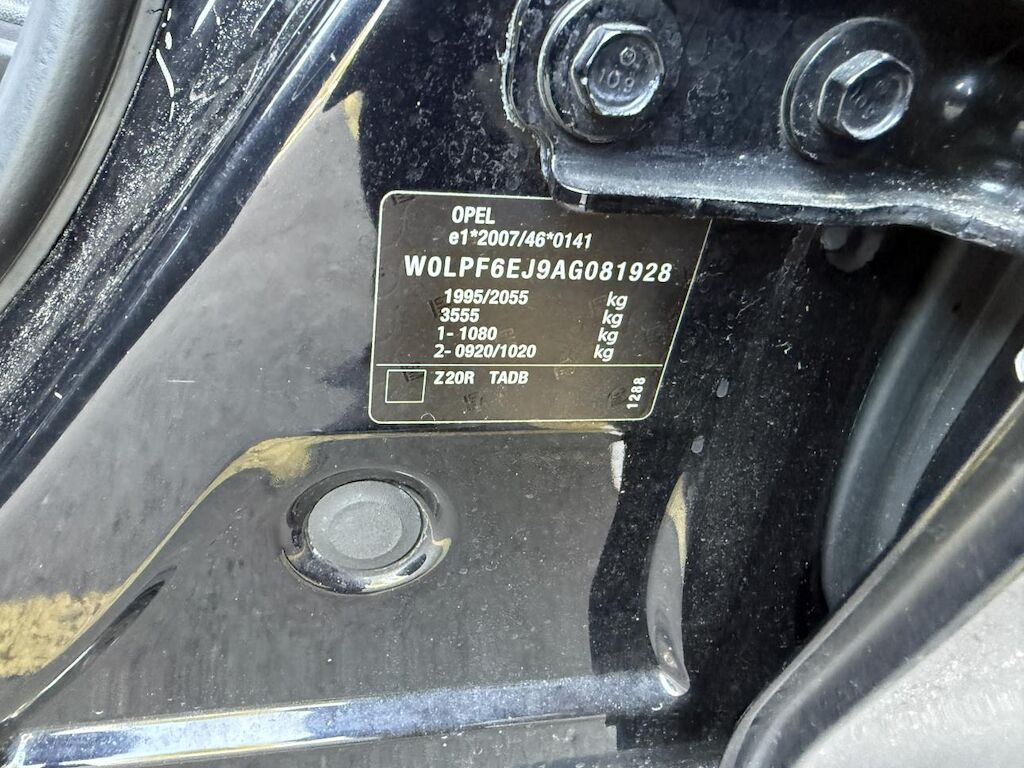 OPEL
e1*2007/46*0141
W0LPF6EJ9AG081928
1995/2055 kg
3555 kg
1- 1080 kg
2- 0920/1020 kg
Z20R TADB
1288